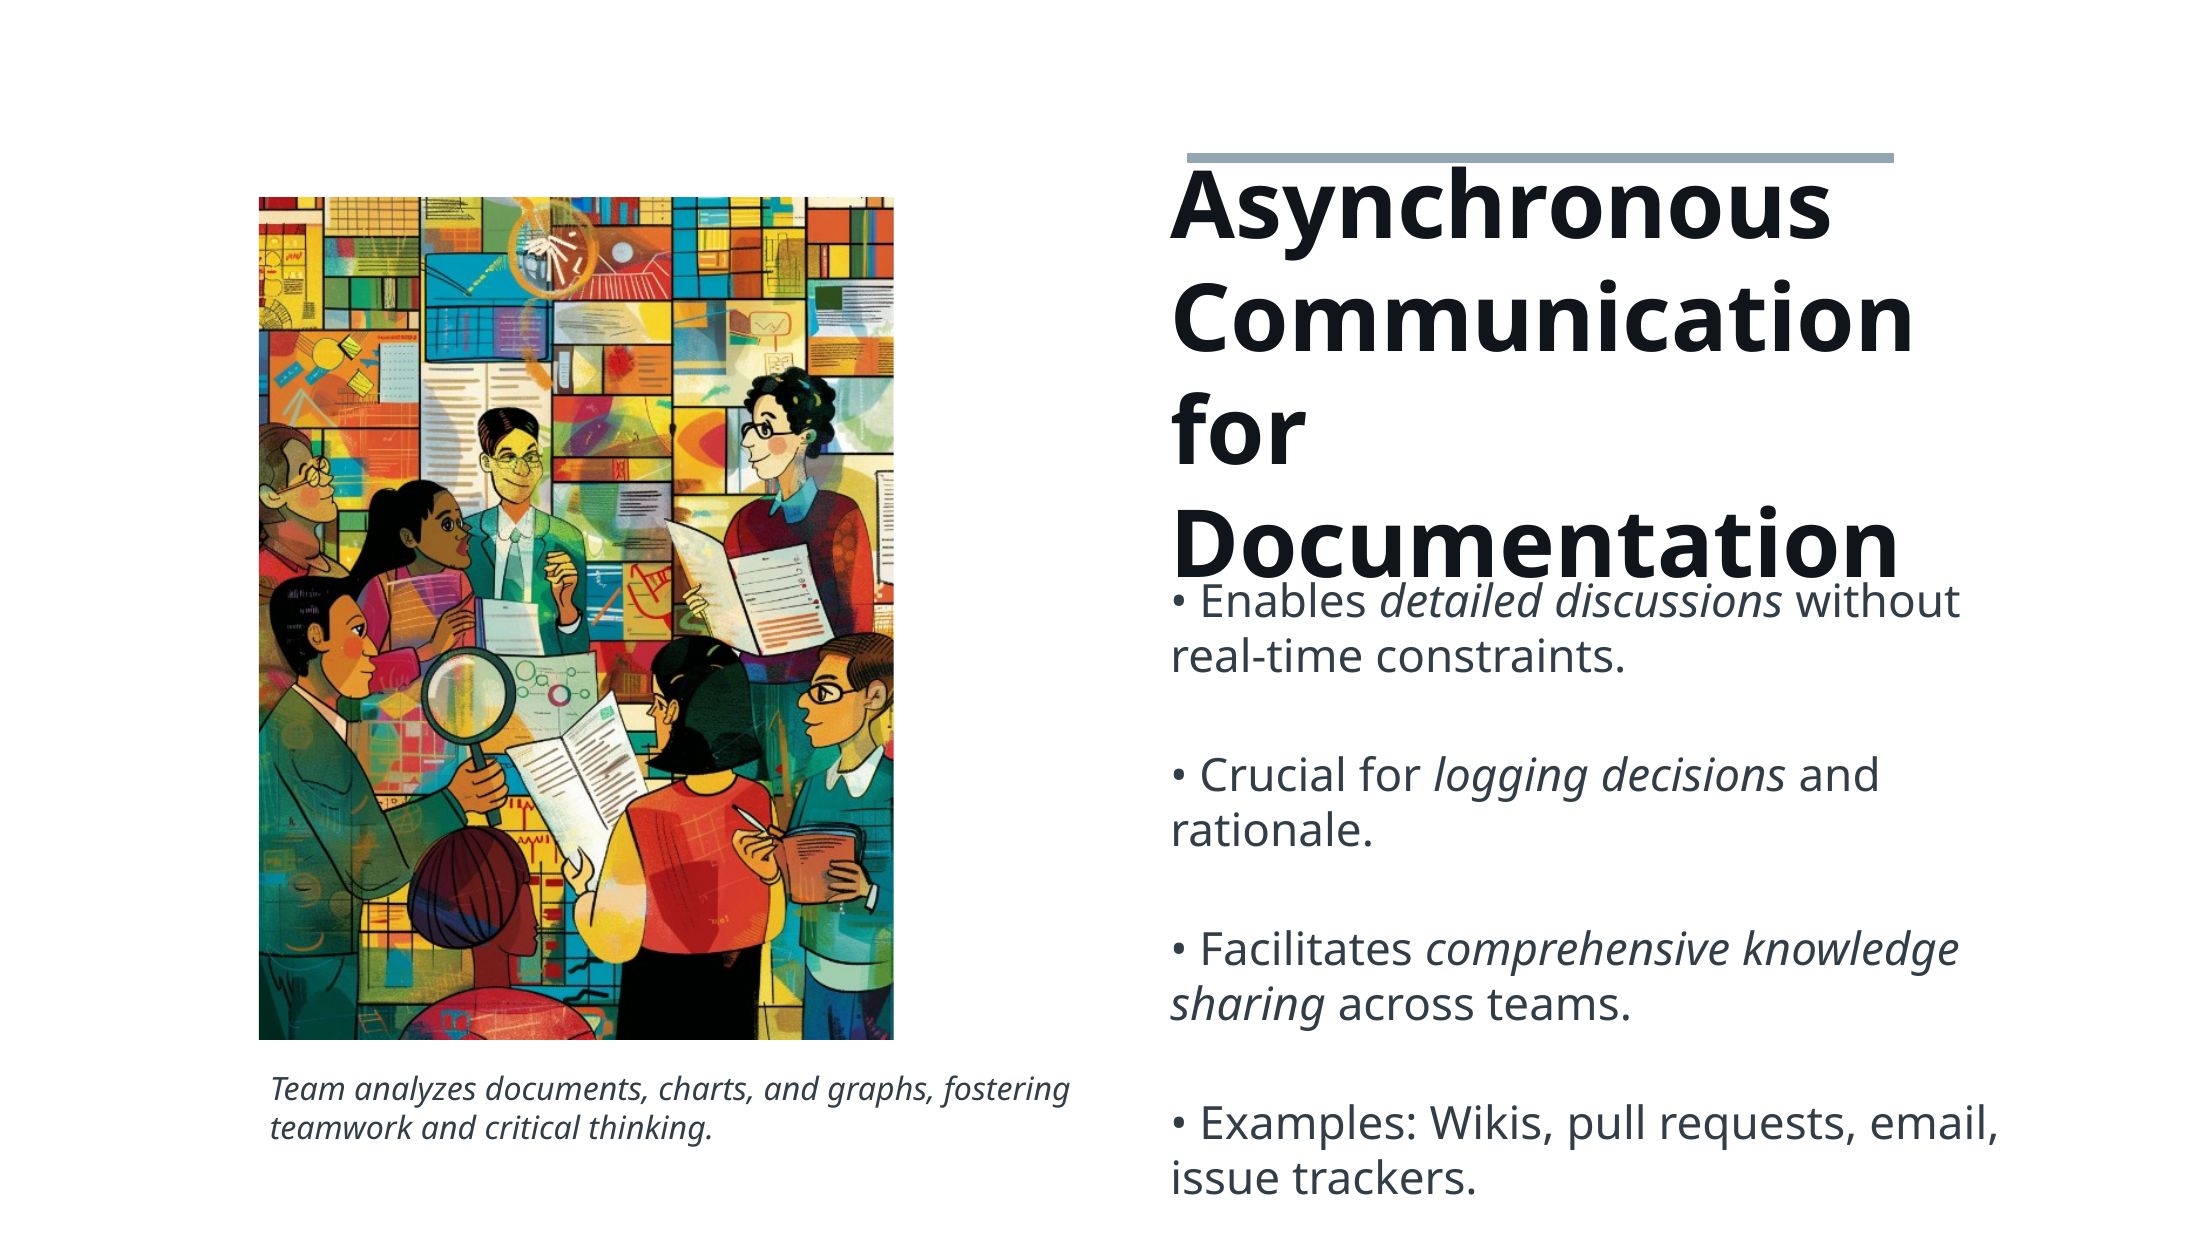 Asynchronous
Communication
for
Documentation
• Enables detailed discussions without
real-time constraints.
• Crucial for logging decisions and
rationale.
• Facilitates comprehensive knowledge
sharing across teams.
• Examples: Wikis, pull requests, email,
issue trackers.
Team analyzes documents, charts, and graphs, fostering
teamwork and critical thinking.